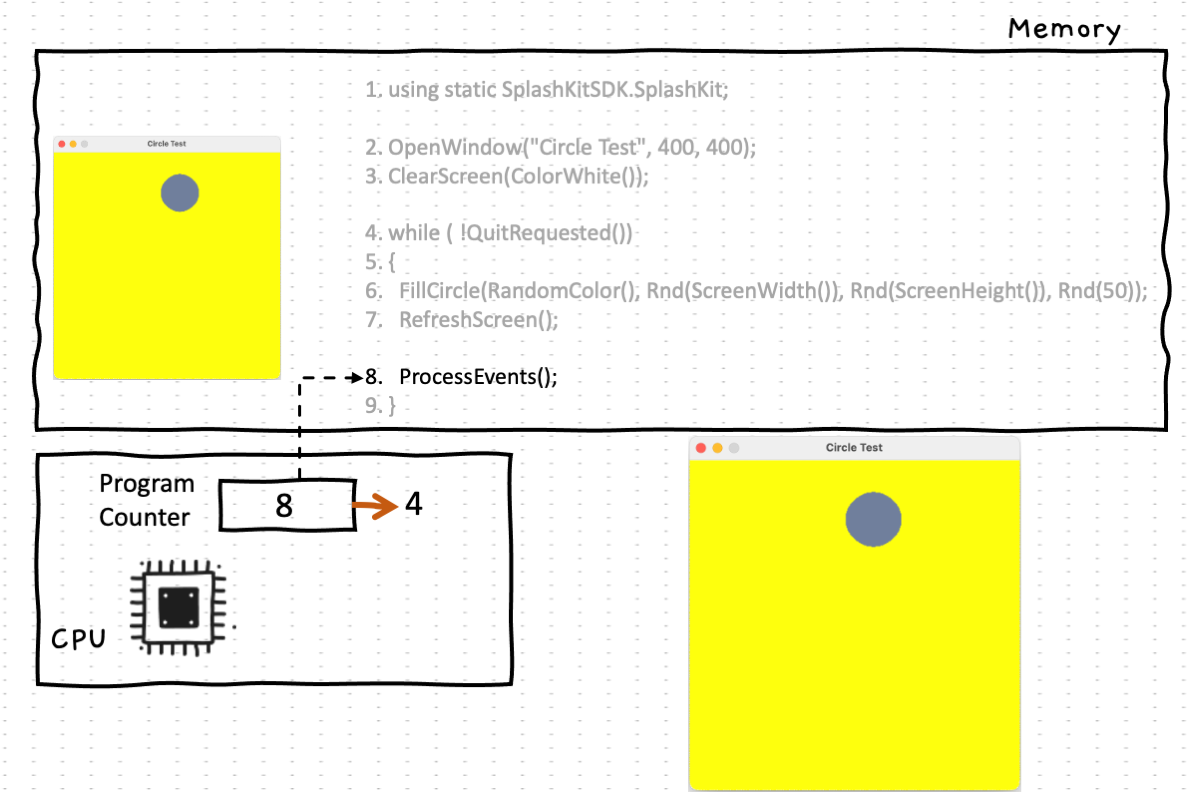 Memory
1. using static SplashKitSDK.SplashKit;
Circle Test
2. OpenWindow("Circle Test", 400, 400);
3. ClearScreen(ColorWhite());
4. while ( !QuitRequested())
5. {
6. FillCircle(RandomColor(), Rnd(ScreenWidth()), Rnd(ScreenHeight()), Rnd(50));
7. RefreshScreen();
8. ProcessEvents();
9. }
Circle Test
Program
Counter
8
4
CPU